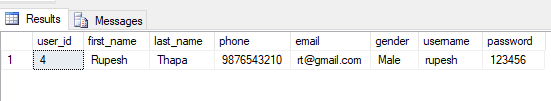 Results Messages
user_id first_name last_name phone email gender username password
1 4 Rupesh Thapa 9876543210 rt@gmail.com Male rupesh 123456